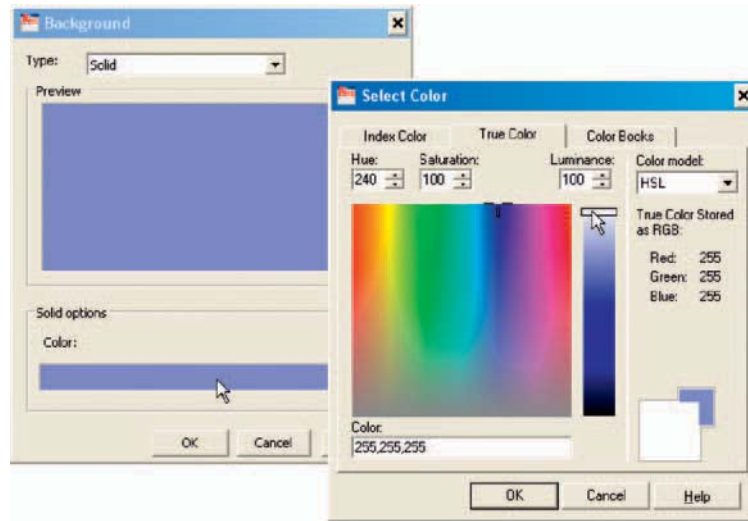 Background
Type: Solid
Preview
Solid options
Color:
OK Cancel
Select Color
Index Color True Color Color Books
Hue: Saturation: Luminance: Color model:
240 100 100 HSL
True Color Stored
as RGB:
Red: 255
Green: 255
Blue: 255
Color:
255,255,255
OK Cancel Help